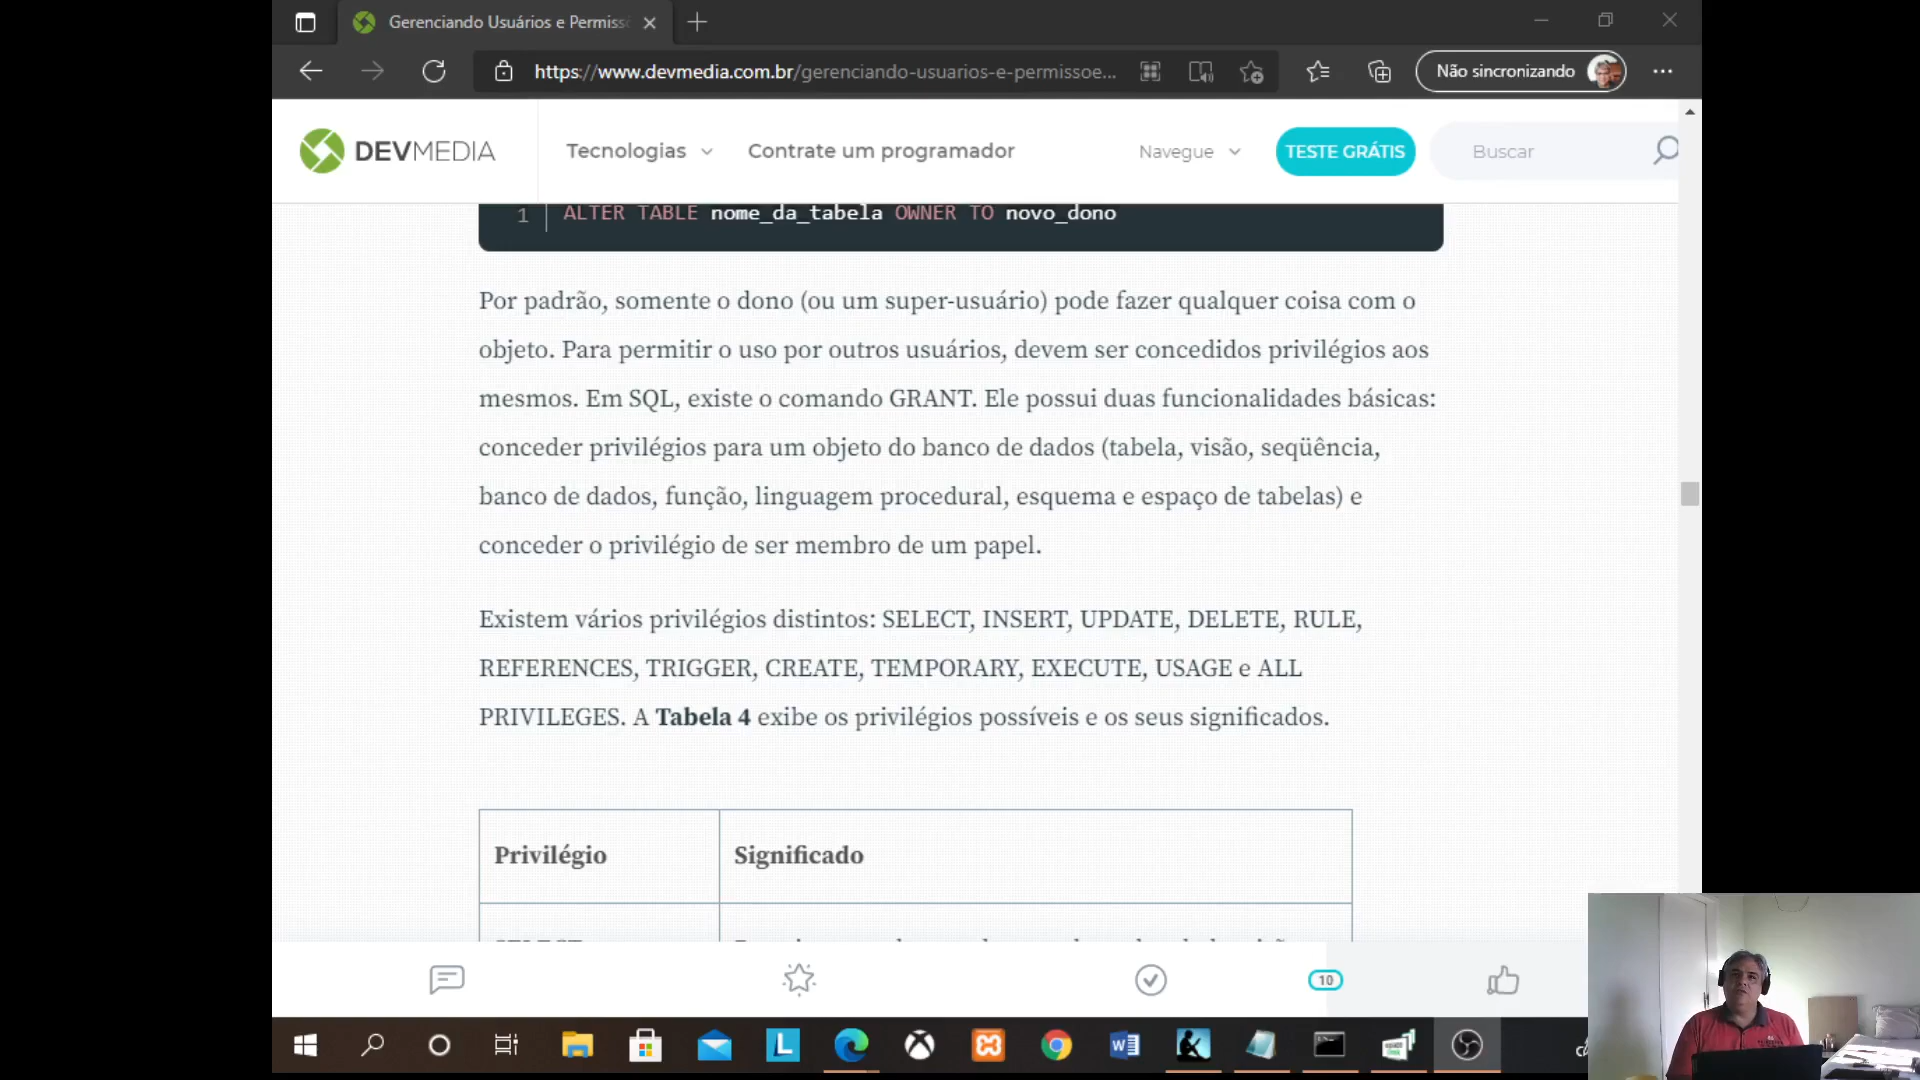 Gerenciando Usuários e Permiss
https://www.devmedia.com.br/gerenciando-usuarios-e-permissoe...
Não sincronizando
DEVMEDIA
Tecnologias
Contrate um programador
Navegue
TESTE GRÁTIS
Buscar
1 ALTER TABLE nome_da_tabela OWNER TO novo_dono
Por padrão, somente o dono (ou um super-usuário) pode fazer qualquer coisa com o
objeto. Para permitir o uso por outros usuários, devem ser concedidos privilégios aos
mesmos. Em SQL, existe o comando GRANT. Ele possui duas funcionalidades básicas:
conceder privilégios para um objeto do banco de dados (tabela, visão, seqüência,
banco de dados, função, linguagem procedural, esquema e espaço de tabelas) e
conceder o privilégio de ser membro de um papel.
Existem vários privilégios distintos: SELECT, INSERT, UPDATE, DELETE, RULE,
REFERENCES, TRIGGER, CREATE, TEMPORARY, EXECUTE, USAGE e ALL
PRIVILEGES. A Tabela 4 exibe os privilégios possíveis e os seus significados.
Privilégio
Significado
10